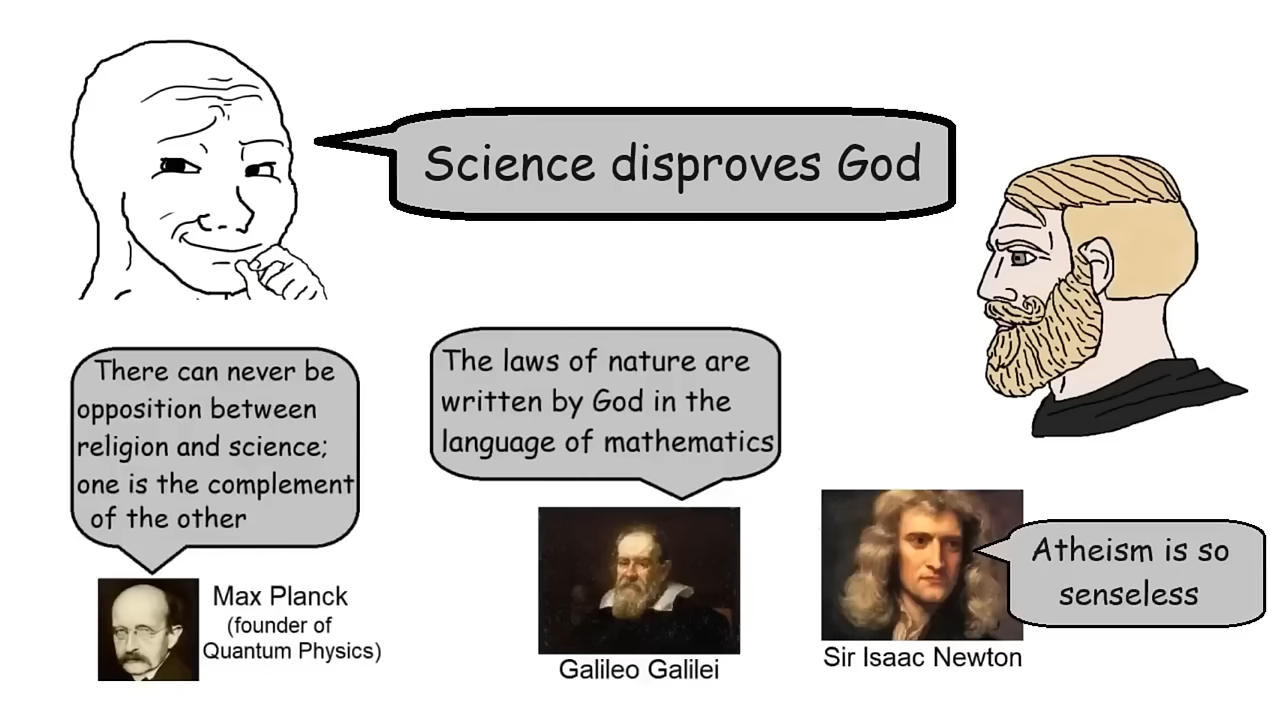 Science disproves God
There can never be
opposition between
religion and science;
one is the complement
of the other
Max Planck
(founder of
Quantum Physics)
The laws of nature are
written by God in the
language of mathematics
Galileo Galilei
Atheism is so
senseless
Sir Isaac Newton